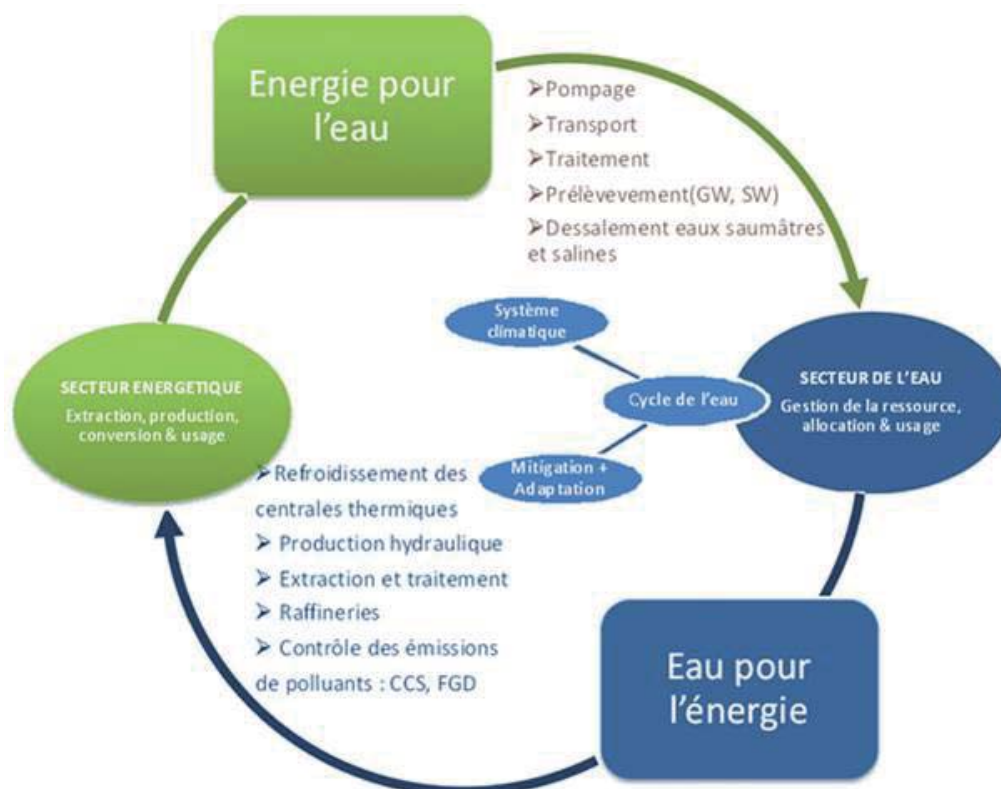 Energie pour
l'eau
➢Pompage
➢Transport
➢Traitement
➢Prélèvevement(GW, SW)
➢Dessalement eaux saumâtres
et salines
Système
climatique
SECTEUR ENERGETIQUE
Extraction, production,
conversion & usage
Cycle de l'eau
SECTEUR DE L'EAU
Gestion de la ressource,
allocation & usage
Mitigation +
Adaptation
➢Refroidissement des
centrales thermiques
➢ Production hydraulique
➢ Extraction et traitement
➢ Raffineries
➢ Contrôle des émissions
de polluants : CCS, FGD
Eau pour
l'énergie